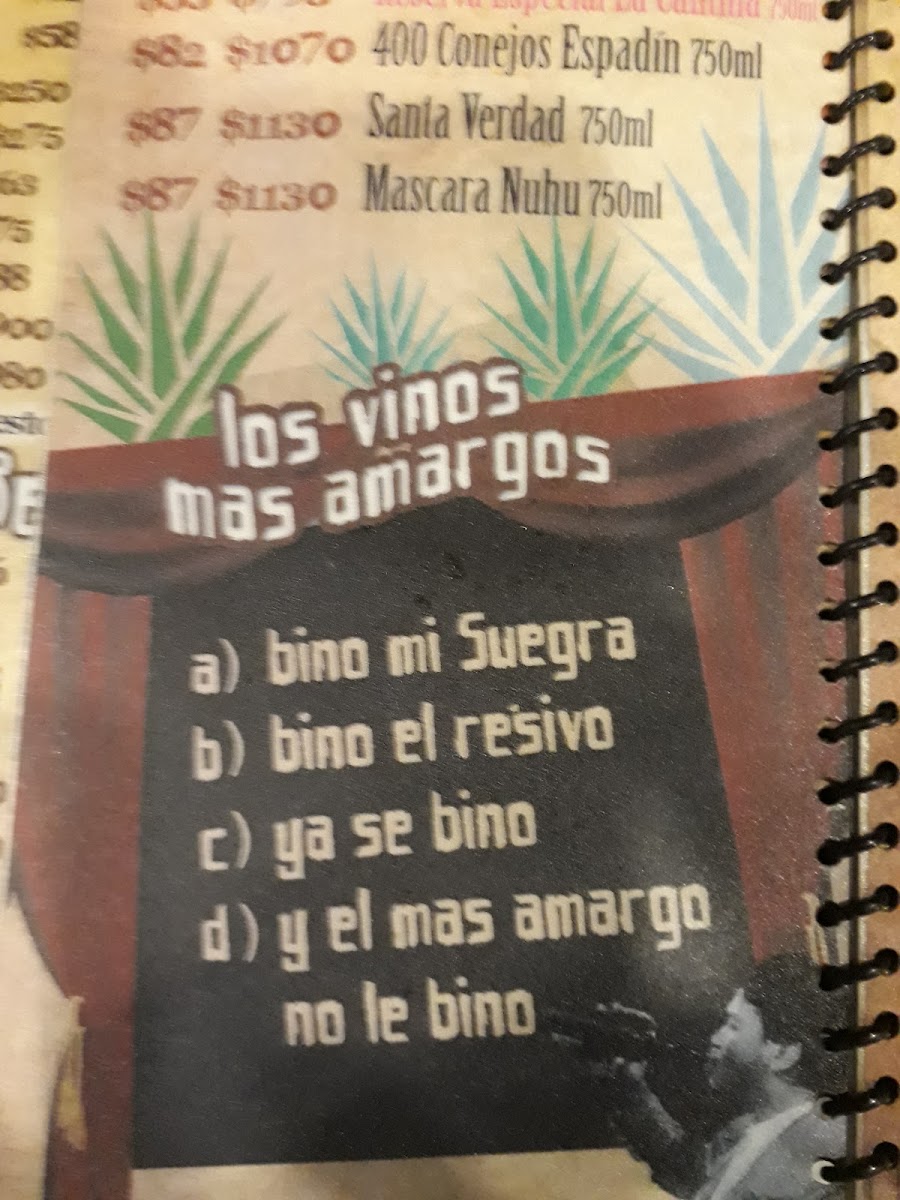 $58
$82 $1070 400 Conejos Espadín 750ml
$87 $1130 Santa Verdad 750ml
$87 $1130 Mascara Nuhu 750ml
los vinos
mas amargos
a) bino mi Suegra
b) bino el resivo
c) ya se bino
d) y el mas amargo
no le bino